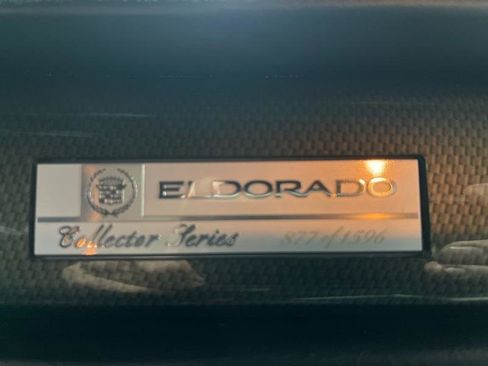 ELDORADO
Collector Series 877 of 1596